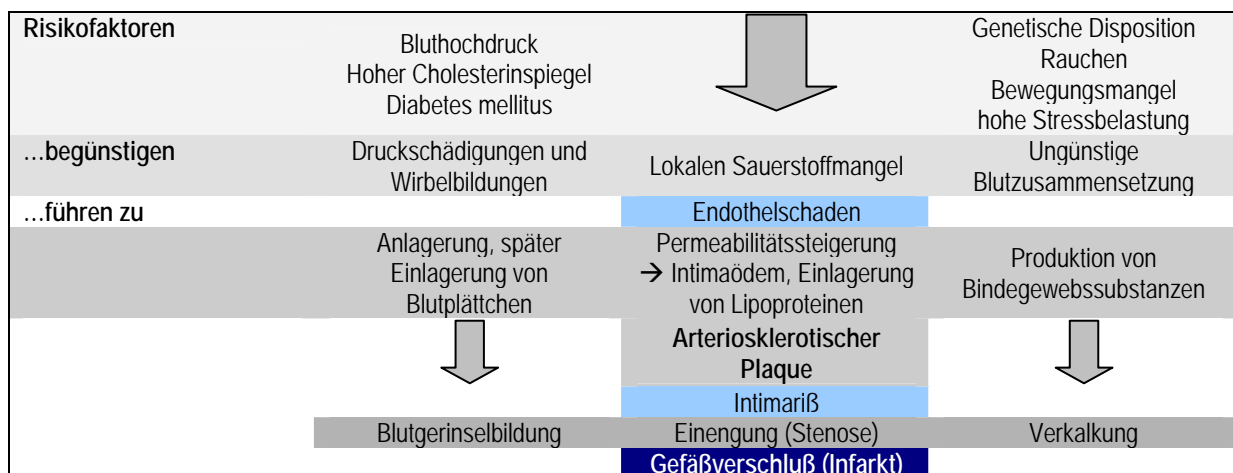 Risikofaktoren
Bluthochdruck
Hoher Cholesterinspiegel
Diabetes mellitus
Genetische Disposition
Rauchen
Bewegungsmangel
hohe Stressbelastung
...begünstigen
Druckschädigungen und
Wirbelbildungen
Lokalen Sauerstoffmangel
Ungünstige
Blutzusammensetzung
...führen zu
Endothelschaden
Anlagerung, später
Einlagerung von
Blutplättchen
Permeabilitätssteigerung
→ Intimaödem, Einlagerung
von Lipoproteinen
Produktion von
Bindegewebssubstanzen
Arteriosklerotischer
Plaque
Intimariß
Blutgerinselbildung
Einengung (Stenose)
Verkalkung
Gefäßverschluß (Infarkt)